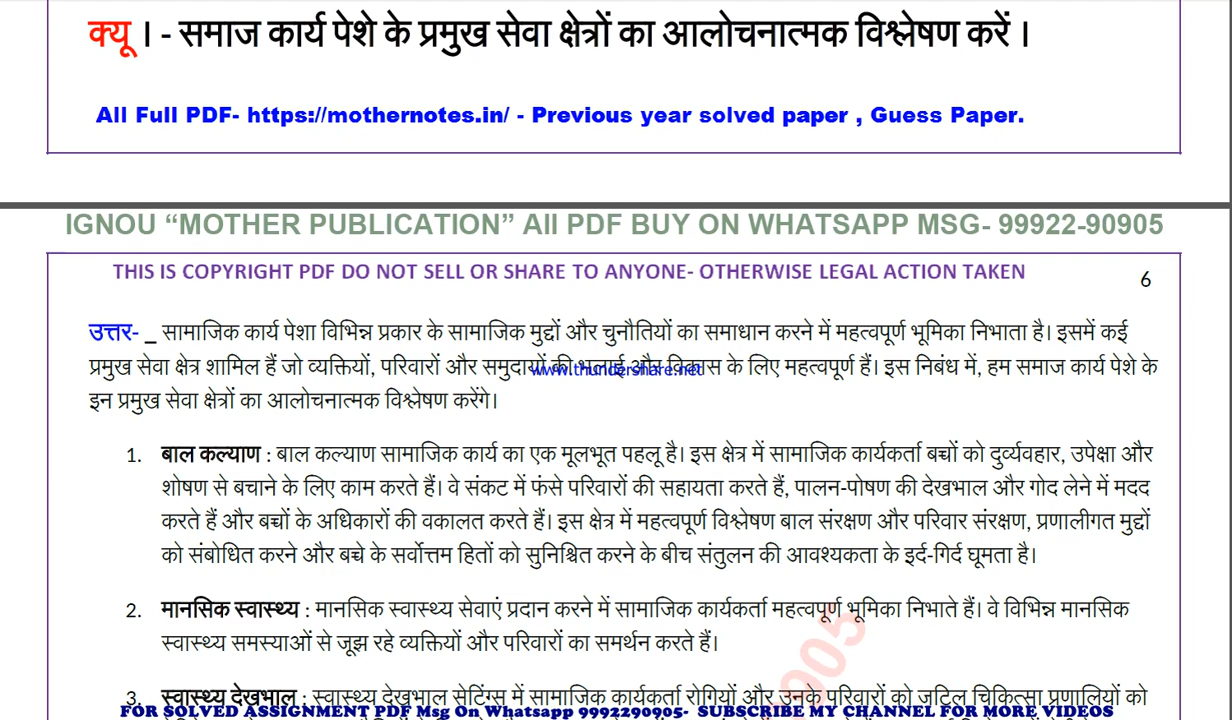 क्यू । - समाज कार्य पेशे के प्रमुख सेवा क्षेत्रों का आलोचनात्मक विश्लेषण करें ।
All Full PDF- https://mothernotes.in/ - Previous year solved paper , Guess Paper.
IGNOU “MOTHER PUBLICATION” All PDF BUY ON WHATSAPP MSG- 99922-90905
THIS IS COPYRIGHT PDF DO NOT SELL OR SHARE TO ANYONE- OTHERWISE LEGAL ACTION TAKEN
6
उत्तर- _ सामाजिक कार्य पेशा विभिन्न प्रकार के सामाजिक मुद्दों और चुनौतियों का समाधान करने में महत्वपूर्ण भूमिका निभाता है। इसमें कई
प्रमुख सेवा क्षेत्र शामिल हैं जो व्यक्तियों, परिवारों और समुदायों की भलाई और विकास के लिए महत्वपूर्ण हैं। इस निबंध में, हम समाज कार्य पेशे के
www.thundershare.net
इन प्रमुख सेवा क्षेत्रों का आलोचनात्मक विश्लेषण करेंगे।
1. बाल कल्याण : बाल कल्याण सामाजिक कार्य का एक मूलभूत पहलू है। इस क्षेत्र में सामाजिक कार्यकर्ता बच्चों को दुर्व्यवहार, उपेक्षा और
शोषण से बचाने के लिए काम करते हैं। वे संकट में फंसे परिवारों की सहायता करते हैं, पालन-पोषण की देखभाल और गोद लेने में मदद
करते हैं और बच्चों के अधिकारों की वकालत करते हैं। इस क्षेत्र में महत्वपूर्ण विश्लेषण बाल संरक्षण और परिवार संरक्षण, प्रणालीगत मुद्दों
को संबोधित करने और बच्चे के सर्वोत्तम हितों को सुनिश्चित करने के बीच संतुलन की आवश्यकता के इर्द-गिर्द घूमता है।
2. मानसिक स्वास्थ्य : मानसिक स्वास्थ्य सेवाएं प्रदान करने में सामाजिक कार्यकर्ता महत्वपूर्ण भूमिका निभाते हैं। वे विभिन्न मानसिक
स्वास्थ्य समस्याओं से जूझ रहे व्यक्तियों और परिवारों का समर्थन करते हैं।
905
3. स्वास्थ्य देखभाल : स्वास्थ्य देखभाल सेटिंग्स में सामाजिक कार्यकर्ता रोगियों और उनके परिवारों को जटिल चिकित्सा प्रणालियों को
FOR SOLVED ASSIGNMENT PDF Msg On Whatsapp 9992290905- SUBSCRIBE MY CHANNEL FOR MORE VIDEOS